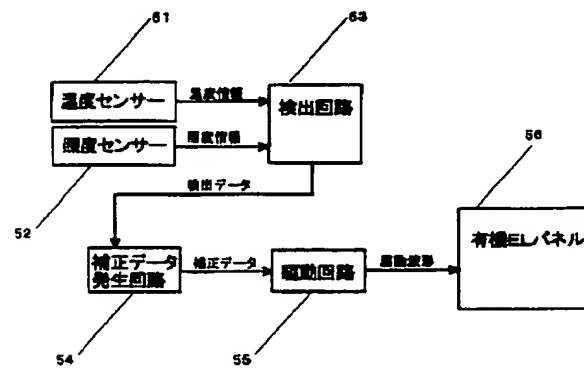 51
53
温度センサー
温度情報
検出回路
照度センサー
照度情報
56
検出データ
52
有機ELパネル
補正データ
発生回路
補正データ
駆動回路
駆動波形
54
55